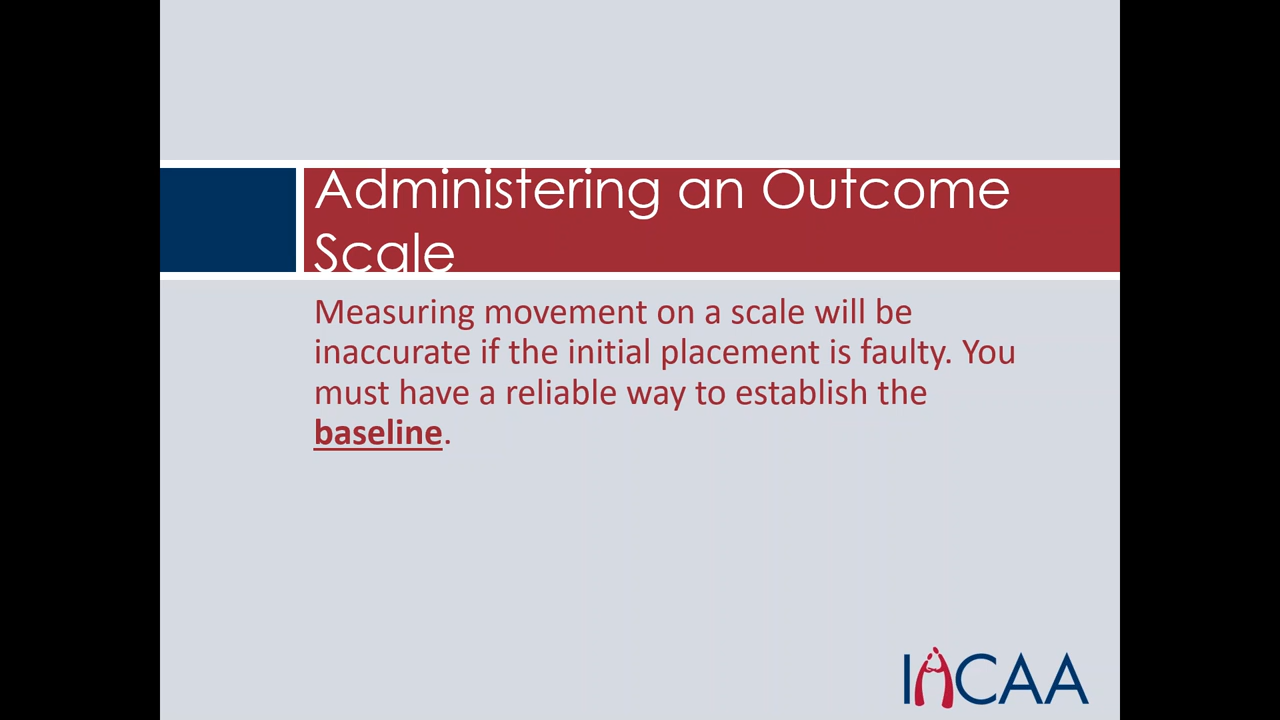 Administering an Outcome
Scale
Measuring movement on a scale will be
inaccurate if the initial placement is faulty. You
must have a reliable way to establish the
baseline.
IACAA